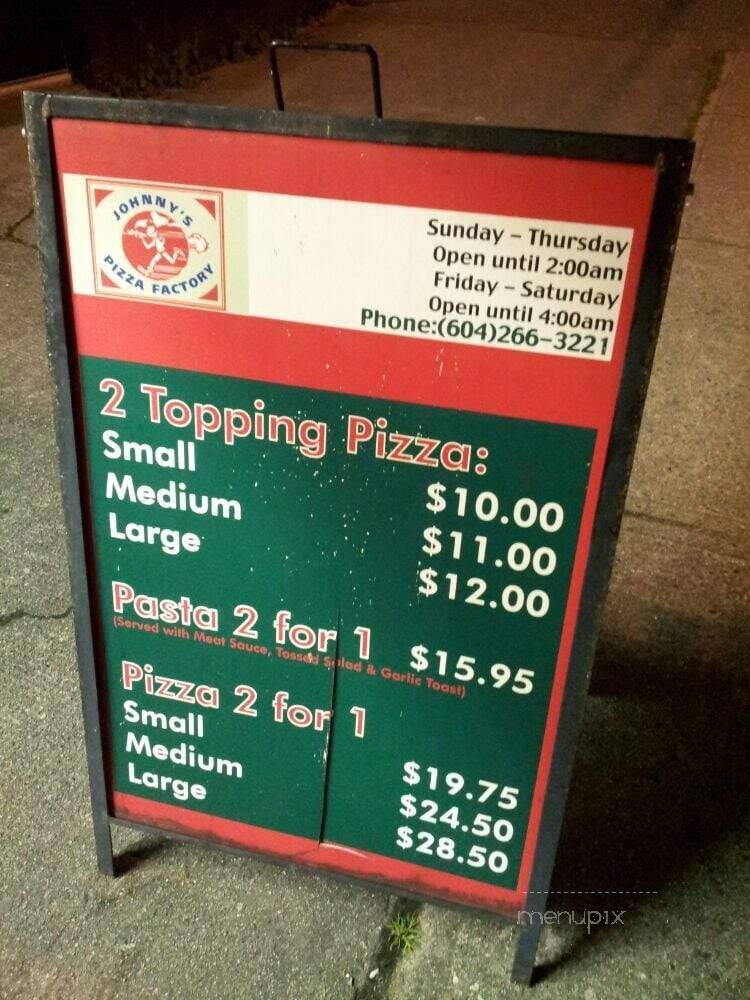 JOHNNY'S
PIZZA FACTORY
Sunday – Thursday
Open until 2:00am
Friday – Saturday
Open until 4:00am
Phone:(604)266-3221
2 Topping Pizza:
Small $10.00
Medium $11.00
Large $12.00
Pasta 2 for 1 $15.95
(Served with Meat Sauce, Tossed Salad & Garlic Toast)
Pizza 2 for 1
Small $19.75
Medium $24.50
Large $28.50
menupix